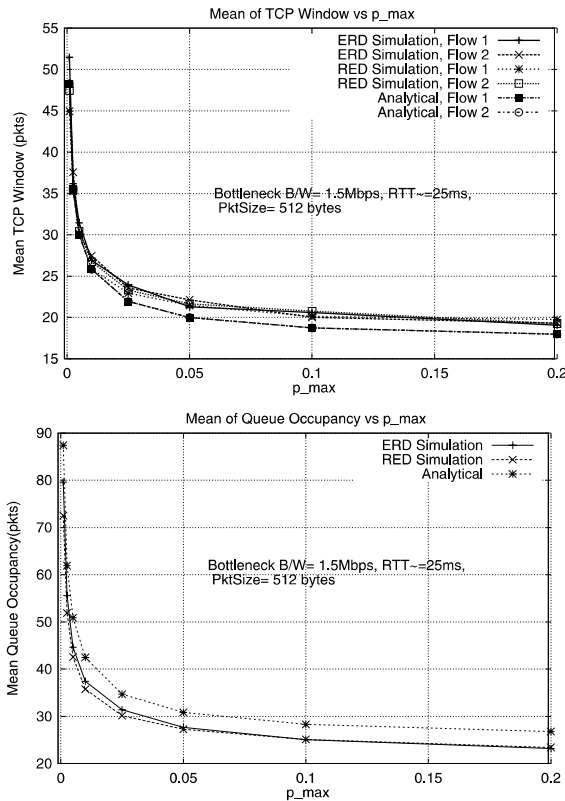 Mean of TCP Window vs p_max
55
50
45
40
35
30
25
20
15
Mean TCP Window (pkts)
ERD Simulation, Flow 1
ERD Simulation, Flow 2
RED Simulation, Flow 1
RED Simulation, Flow 2
Analytical, Flow 1
Analytical, Flow 2
Bottleneck B/W= 1.5Mbps, RTT~=25ms,
PktSize= 512 bytes
0 0.05 0.1 0.15 0.2
p_max
Mean of Queue Occupancy vs p_max
90
80
70
60
50
40
30
20
Mean Queue Occupancy(pkts)
ERD Simulation
RED Simulation
Analytical
Bottleneck B/W= 1.5Mbps, RTT~=25ms,
PktSize= 512 bytes
0 0.05 0.1 0.15 0.2
p_max